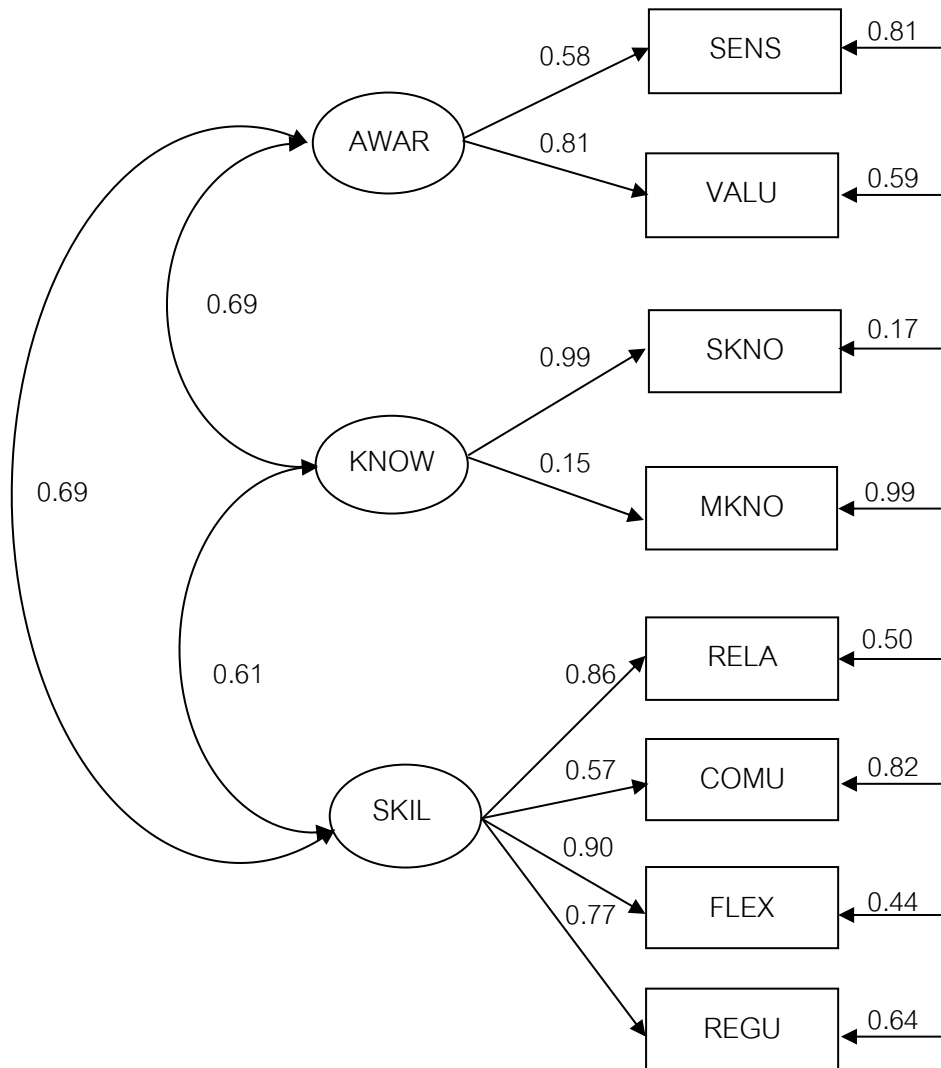 0.58
SENS
0.81
AWAR
0.81
VALU
0.59
0.69
0.99
SKNO
0.17
KNOW
0.15
MKNO
0.99
0.69
0.61
0.86
RELA
0.50
SKIL
0.57
COMU
0.82
0.90
FLEX
0.44
0.77
REGU
0.64